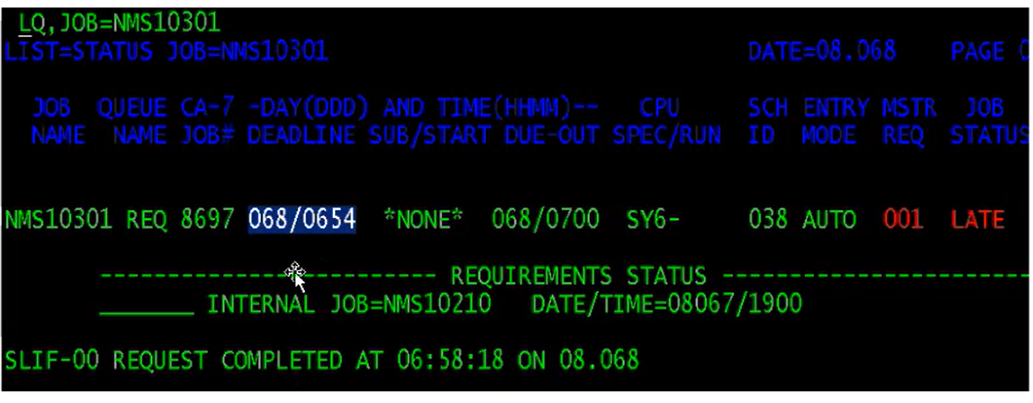 LQ,JOB=NMS10301
LIST=STATUS JOB=NMS10301 DATE=08.068 PAGE
JOB QUEUE CA-7 -DAY(DDD) AND TIME(HHMM)-- CPU SCH ENTRY MSTR JOB
NAME NAME JOB# DEADLINE SUB/START DUE-OUT SPEC/RUN ID MODE REQ STATUS
NMS10301 REQ 8697 068/0654 *NONE* 068/0700 SY6- 038 AUTO 001 LATE
-------------------------- REQUIREMENTS STATUS -----------------------
_______ INTERNAL JOB=NMS10210 DATE/TIME=08067/1900
SLIF-00 REQUEST COMPLETED AT 06:58:18 ON 08.068